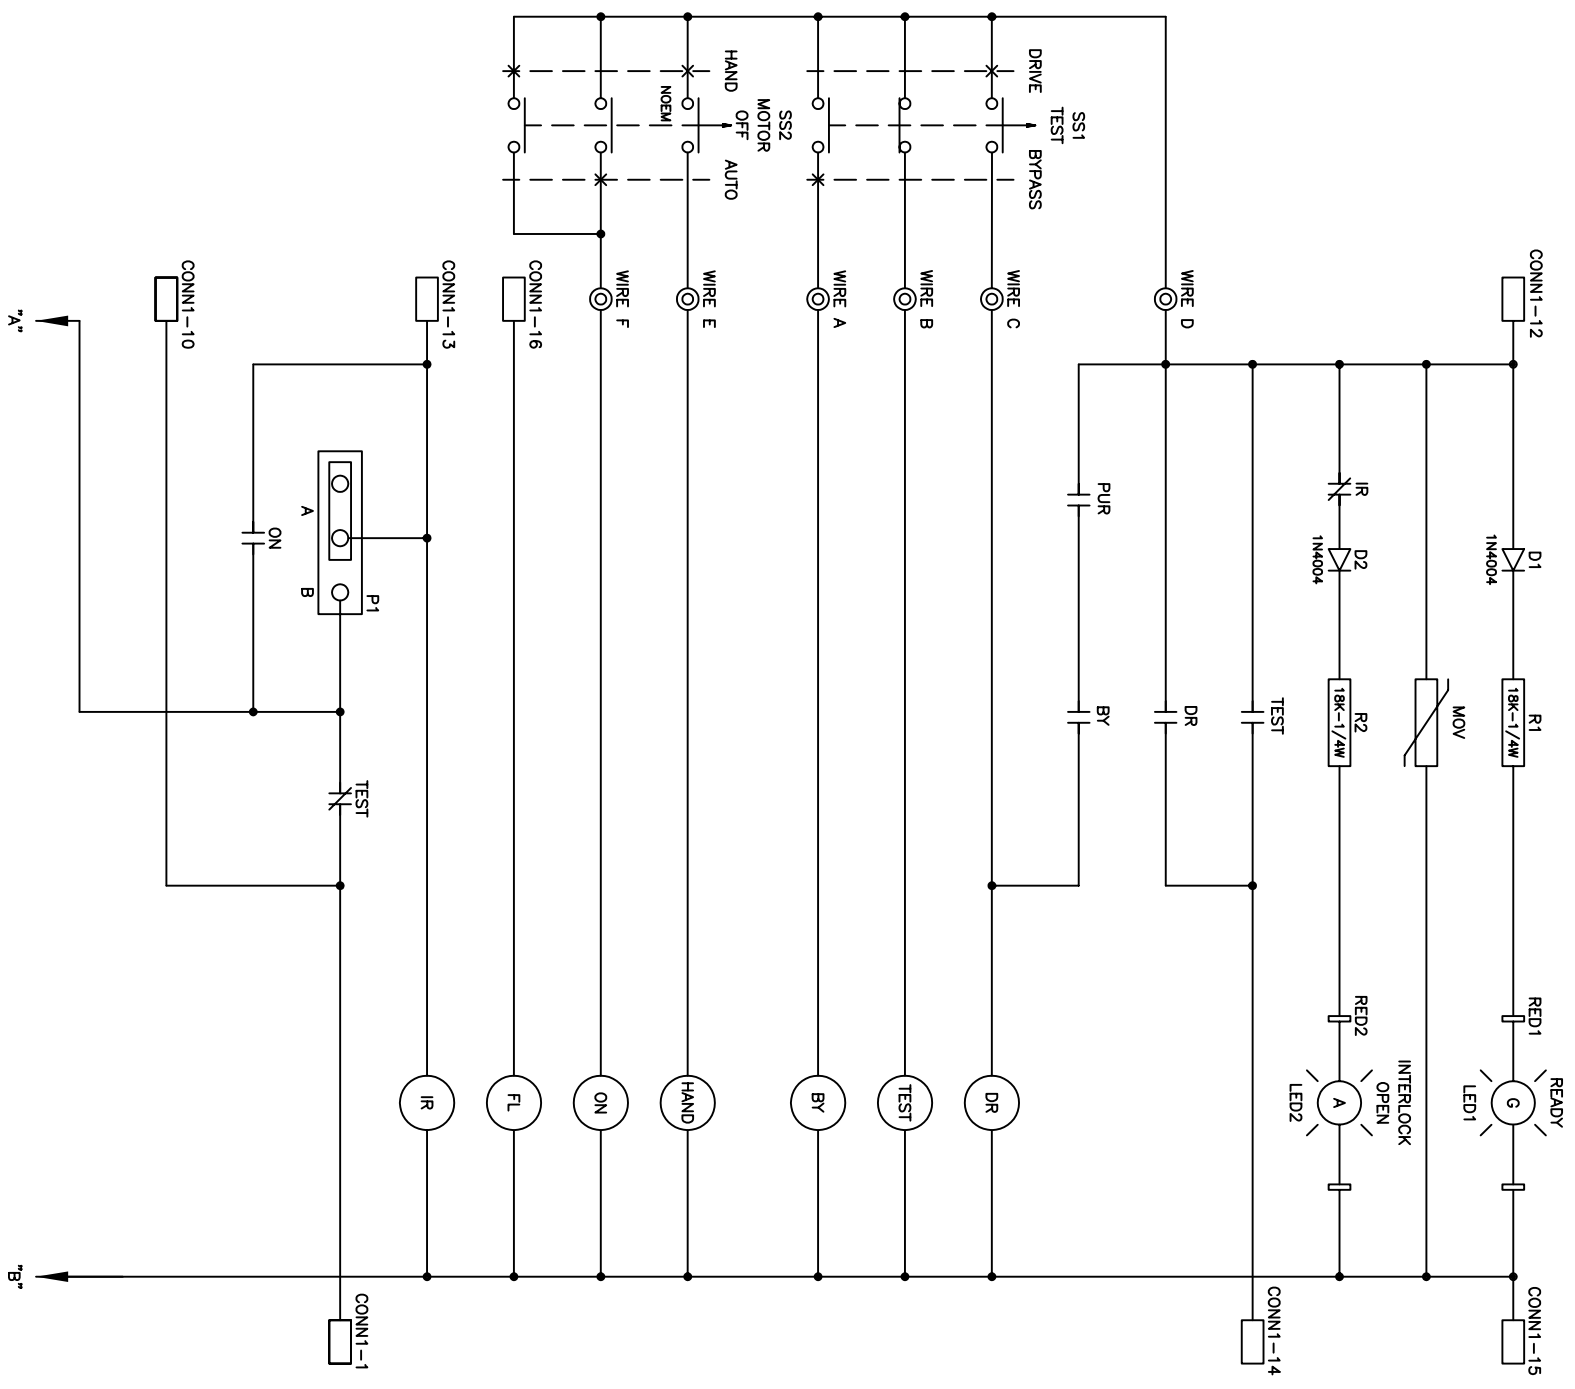 CONN1-12
D1
1N4004
R1
18K-1/4W
RED1
READY
G
LED1
CONN1-15
MOV
IR
D2
1N4004
R2
18K-1/4W
RED2
INTERLOCK
OPEN
A
LED2
TEST
CONN1-14
WIRE D
DR
PUR
BY
SS1
TEST
DRIVE
BYPASS
WIRE C
DR
WIRE B
TEST
WIRE A
BY
SS2
MOTOR
OFF
HAND
AUTO
NOEM
WIRE E
HAND
WIRE F
ON
CONN1-16
FL
CONN1-13
IR
P1
A
B
TEST
CONN1-1
ON
CONN1-10
"A"
"B"